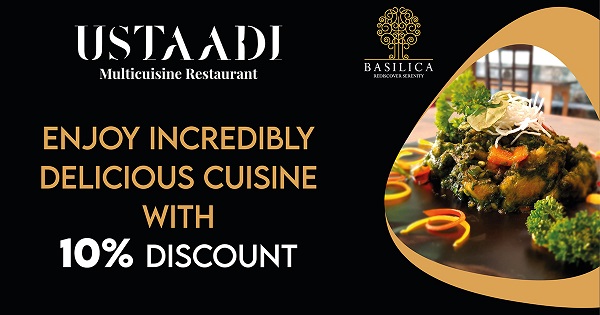 USTAADI
Multicuisine Restaurant
BASILICA
REDISCOVER SERENITY
ENJOY INCREDIBLY
DELICIOUS CUISINE
WITH
10% DISCOUNT